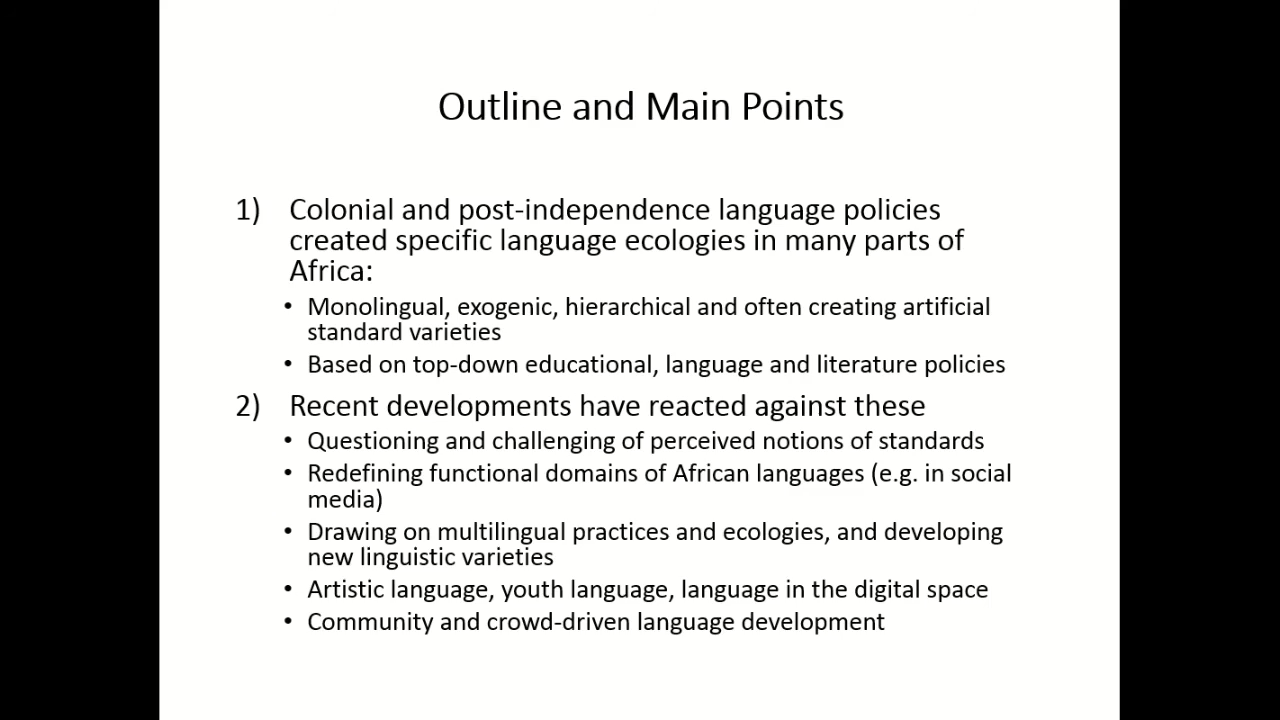 Outline and Main Points
1) Colonial and post-independence language policies
created specific language ecologies in many parts of
Africa:
• Monolingual, exogenic, hierarchical and often creating artificial
standard varieties
• Based on top-down educational, language and literature policies
2) Recent developments have reacted against these
• Questioning and challenging of perceived notions of standards
• Redefining functional domains of African languages (e.g. in social
media)
• Drawing on multilingual practices and ecologies, and developing
new linguistic varieties
• Artistic language, youth language, language in the digital space
• Community and crowd-driven language development